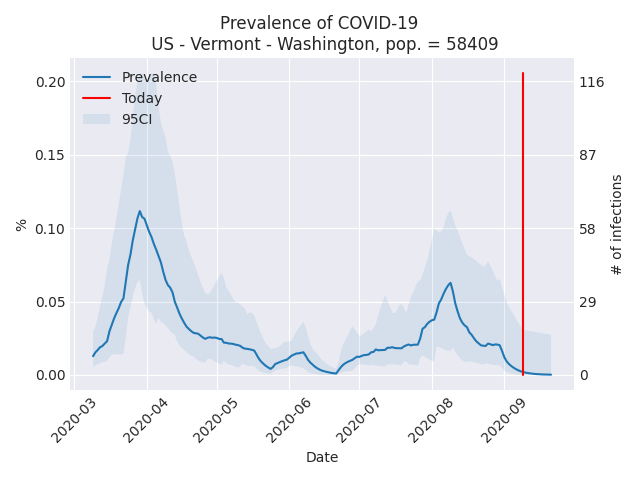 Prevalence of COVID-19
US - Vermont - Washington, pop. = 58409
Prevalence
Today
95CI
0.20
0.15
0.10
0.05
0.00
%
116
87
58
29
0
# of infections
2020-03
2020-04
2020-05
2020-06
2020-07
2020-08
2020-09
Date